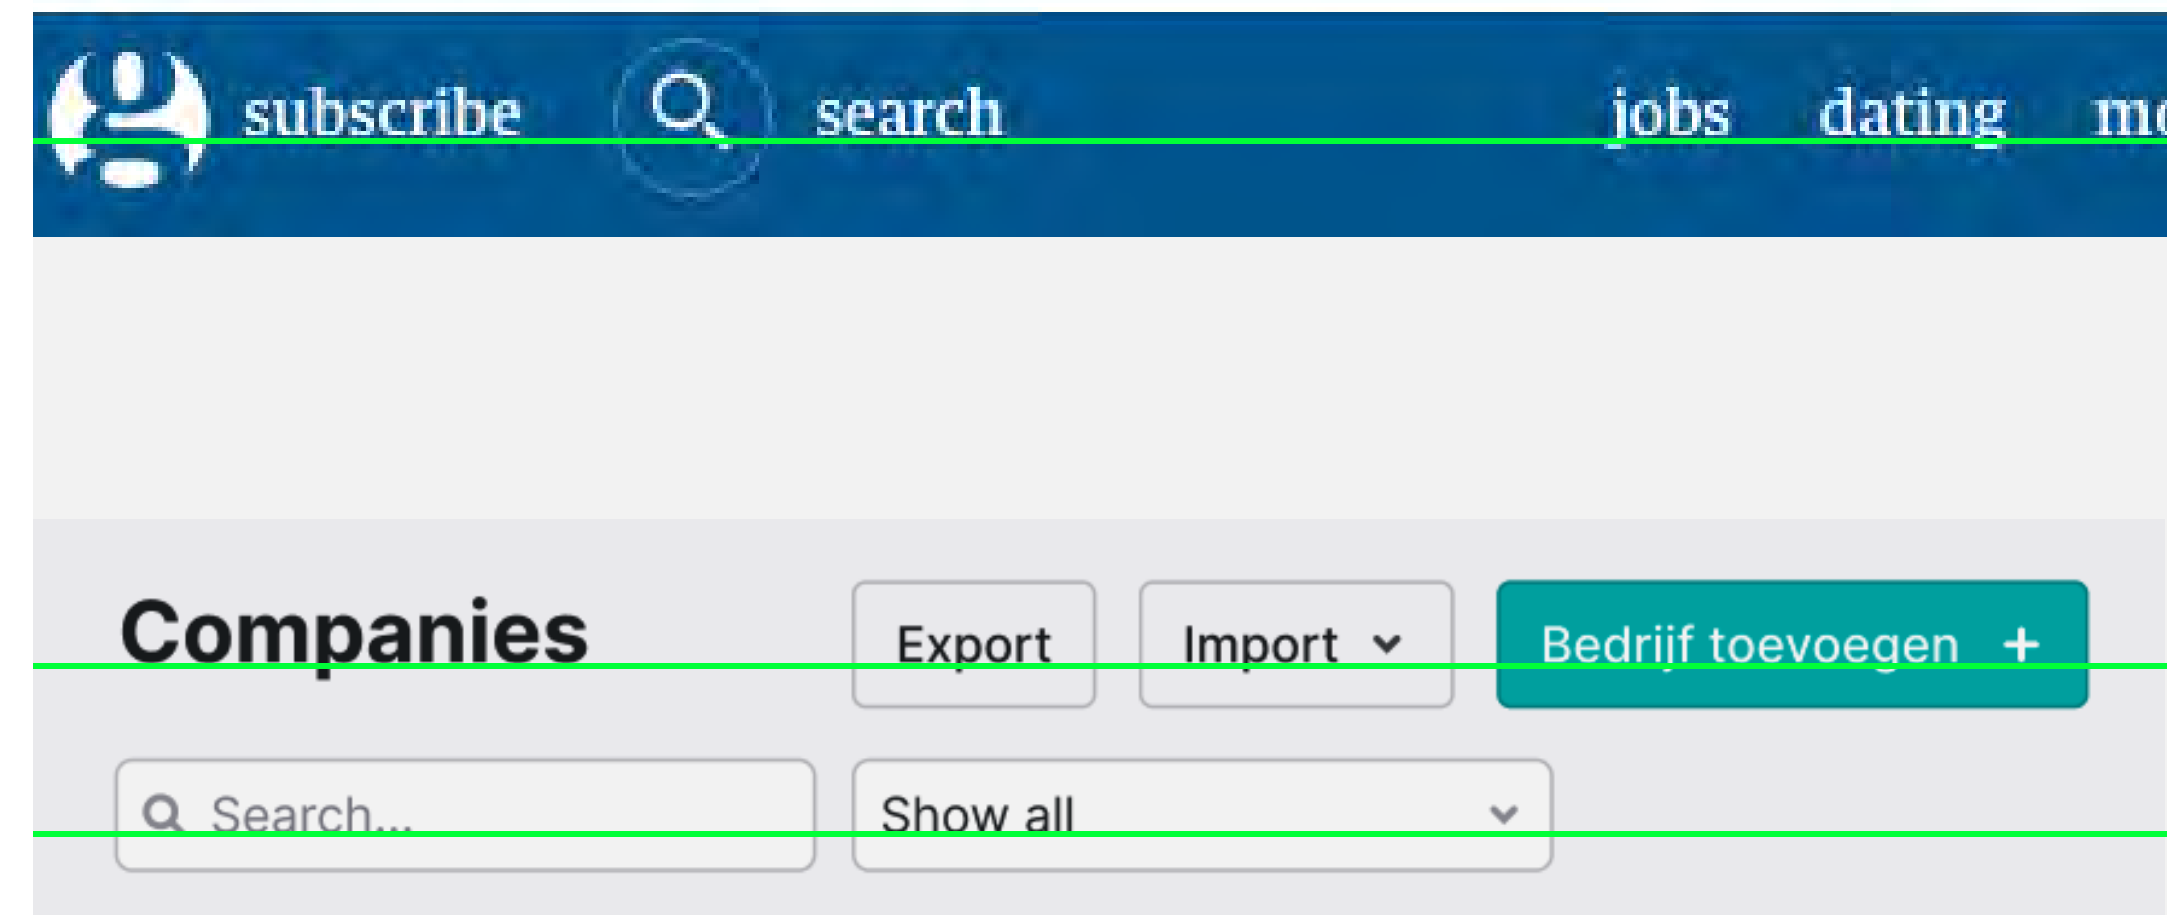 subscribe search jobs dating
Companies Export Import Bedrijf toevoegen +
Search... Show all